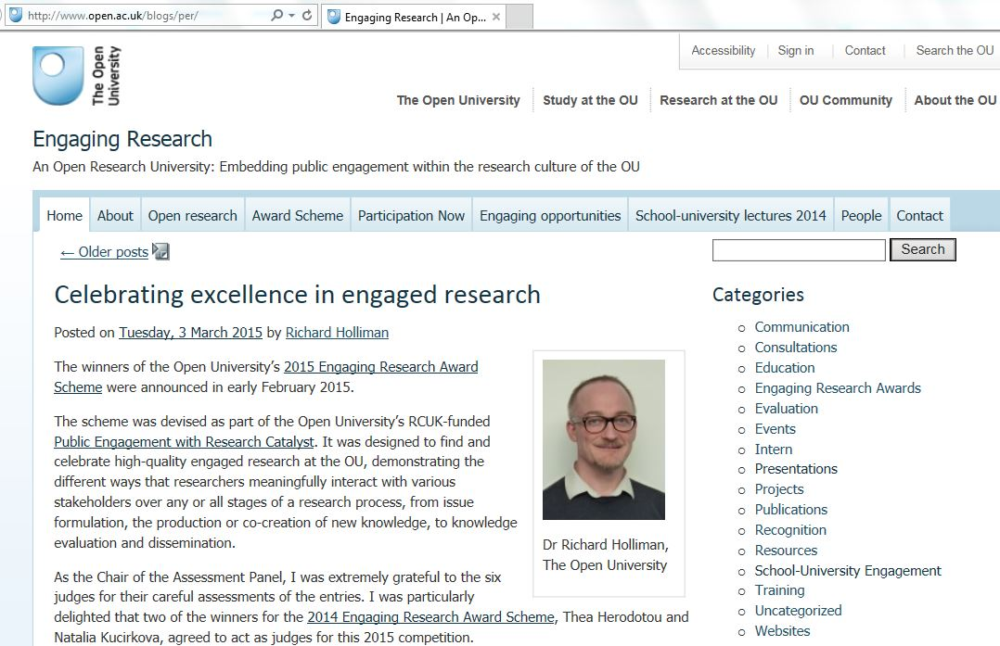 http://www.open.ac.uk/blogs/per/
Engaging Research | An Op...
The Open University
Accessibility
Sign in
Contact
Search the OU
The Open University
Study at the OU
Research at the OU
OU Community
About the OU
Engaging Research
An Open Research University: Embedding public engagement within the research culture of the OU
Home
About
Open research
Award Scheme
Participation Now
Engaging opportunities
School-university lectures 2014
People
Contact
← Older posts
Search
Celebrating excellence in engaged research
Posted on Tuesday, 3 March 2015 by Richard Holliman
The winners of the Open University's 2015 Engaging Research Award
Scheme were announced in early February 2015.
The scheme was devised as part of the Open University's RCUK-funded
Public Engagement with Research Catalyst. It was designed to find and
celebrate high-quality engaged research at the OU, demonstrating the
different ways that researchers meaningfully interact with various
stakeholders over any or all stages of a research process, from issue
formulation, the production or co-creation of new knowledge, to knowledge
evaluation and dissemination.
Dr Richard Holliman,
The Open University
As the Chair of the Assessment Panel, I was extremely grateful to the six
judges for their careful assessments of the entries. I was particularly
delighted that two of the winners for the 2014 Engaging Research Award Scheme, Thea Herodotou and
Natalia Kucirkova, agreed to act as judges for this 2015 competition.
Categories
Communication
Consultations
Education
Engaging Research Awards
Evaluation
Events
Intern
Presentations
Projects
Publications
Recognition
Resources
School-University Engagement
Training
Uncategorized
Websites